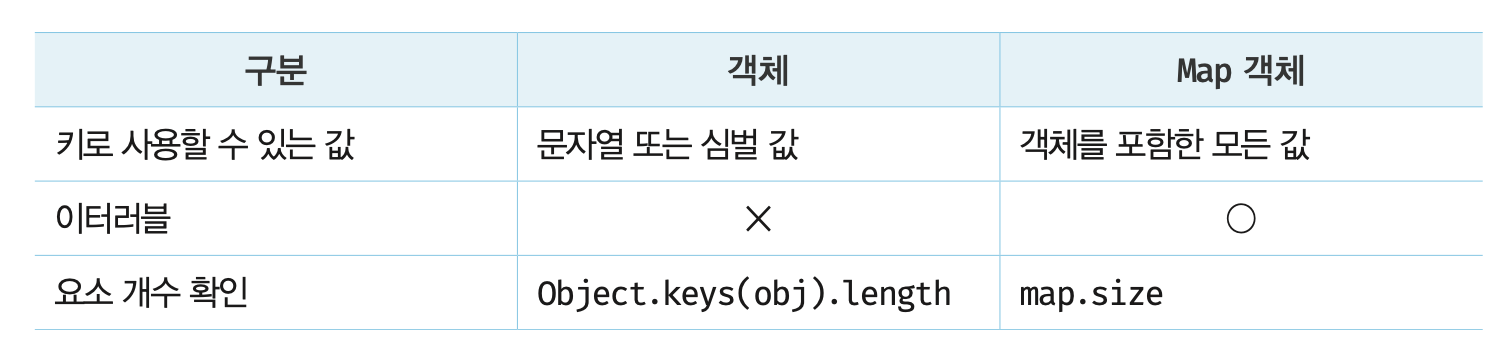 구분 객체 Map 객체
키로 사용할 수 있는 값 문자열 또는 심벌 값 객체를 포함한 모든 값
이터러블 × ○
요소 개수 확인 Object.keys(obj).length map.size